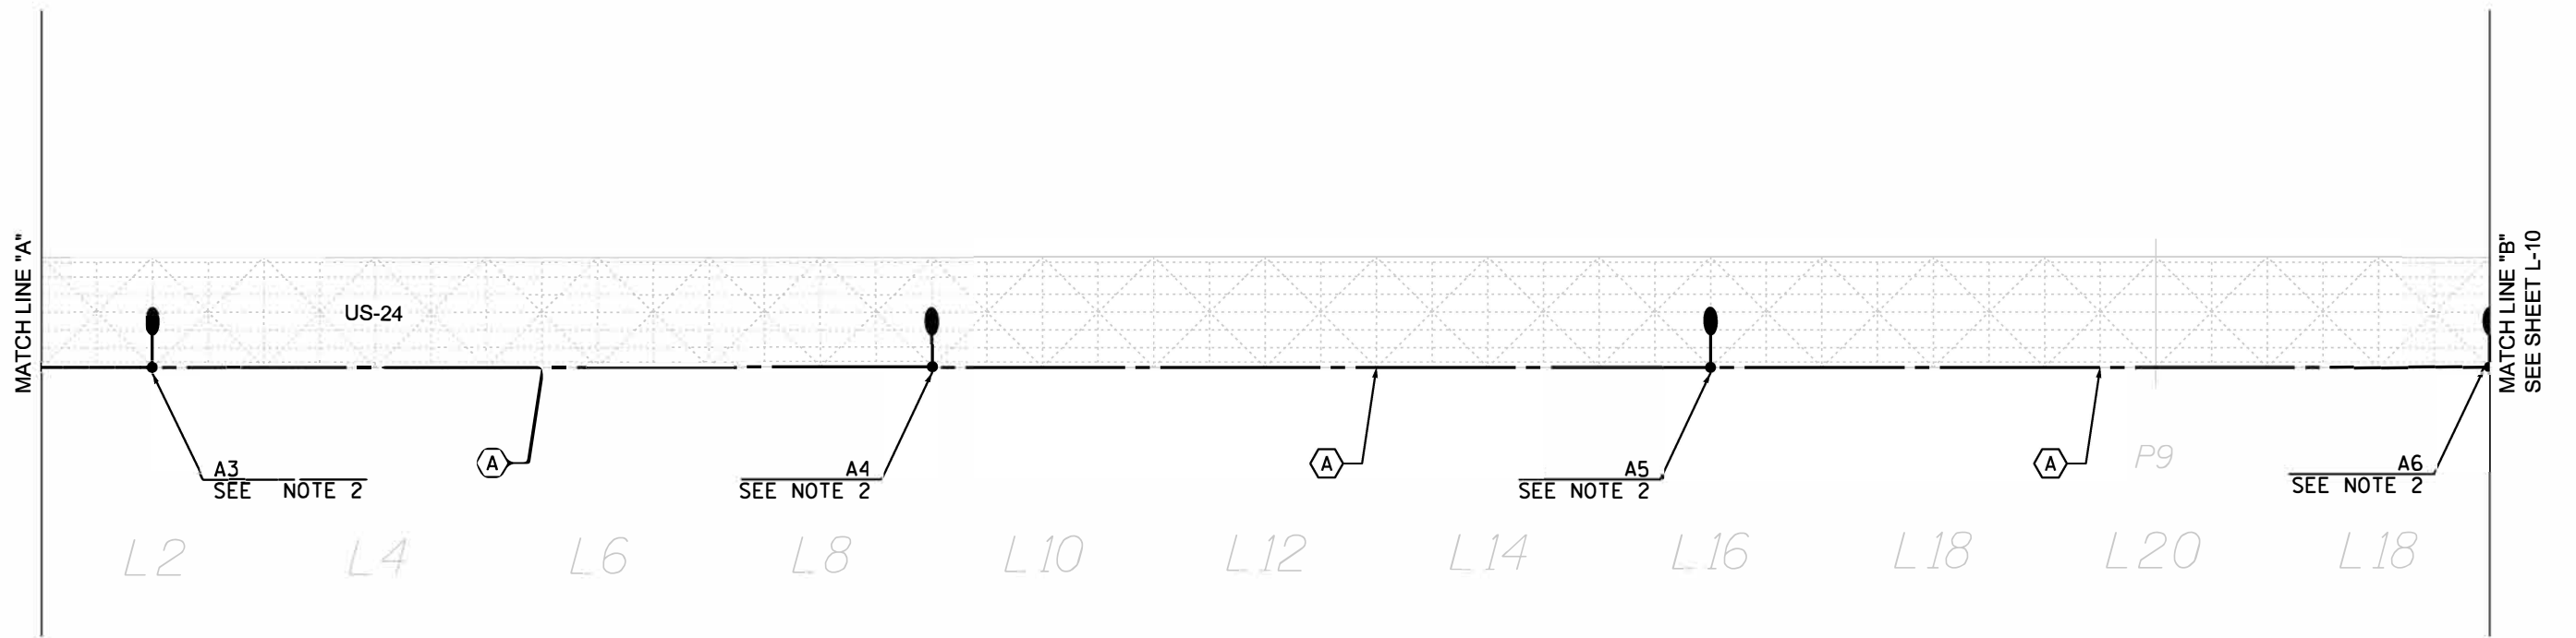 MATCH LINE "A"
US-24
A3
SEE NOTE 2
A
A4
SEE NOTE 2
A
A5
SEE NOTE 2
A
P9
A6
SEE NOTE 2
L2 L4 L6 L8 L10 L12 L14 L16 L18 L20 L18
MATCH LINE "B"
SEE SHEET L-10